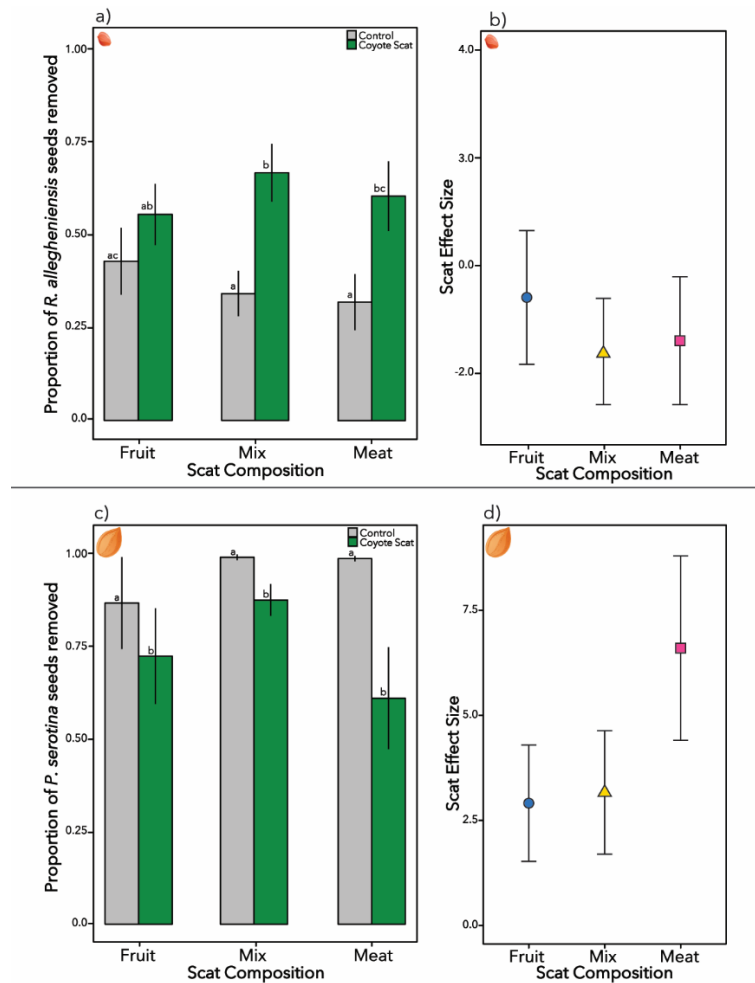 a)
Control
Coyote Scat
Proportion of R. allegheniensis seeds removed
1.00
0.75
0.50
0.25
0.0
ac
ab
a
b
a
bc
Fruit
Mix
Meat
Scat Composition
b)
Scat Effect Size
4.0
3.0
0.0
-2.0
Fruit
Mix
Meat
Scat Composition
c)
Control
Coyote Scat
Proportion of P. serotina seeds removed
1.00
0.75
0.50
0.25
0.0
a
b
a
b
a
b
Fruit
Mix
Meat
Scat Composition
d)
Scat Effect Size
7.5
5.0
2.5
0.0
Fruit
Mix
Meat
Scat Composition